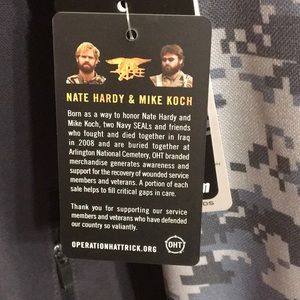 NATE HARDY & MIKE KOCH
Born as a way to honor Nate Hardy and
Mike Koch, two Navy SEALs and friends
who fought and died together in Iraq
in 2008 and are buried together at
Arlington National Cemetery, OHT branded
merchandise generates awareness and
support for the recovery of wounded service
members and veterans. A portion of each
sale helps to fill critical gaps in care.
Thank you for supporting our service
members and veterans who have defended
our country so valiantly.
OPERATIONHATTRICK.ORG
OHT